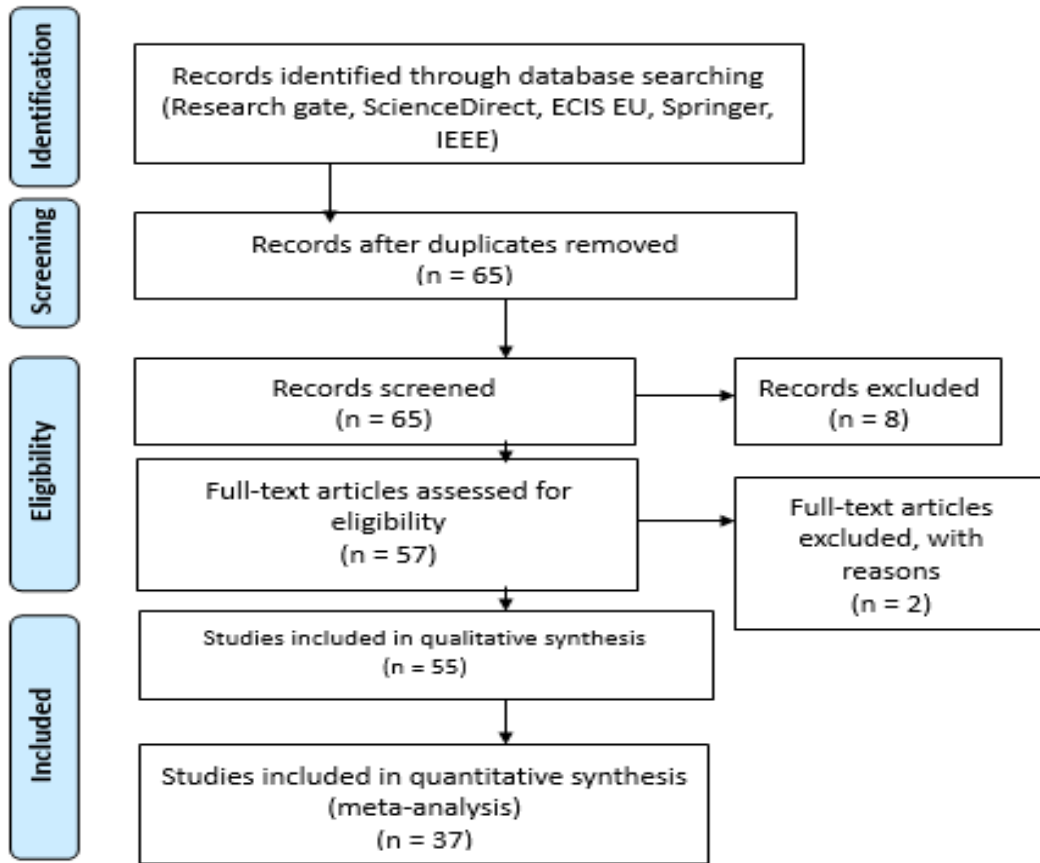 Identification
Records identified through database searching
(Research gate, ScienceDirect, ECIS EU, Springer,
IEEE)
Screening
Records after duplicates removed
(n = 65)
Eligibility
Records screened
(n = 65)
Records excluded
(n = 8)
Full-text articles assessed for
eligibility
(n = 57)
Full-text articles
excluded, with
reasons
(n = 2)
Included
Studies included in qualitative synthesis
(n = 55)
Studies included in quantitative synthesis
(meta-analysis)
(n = 37)